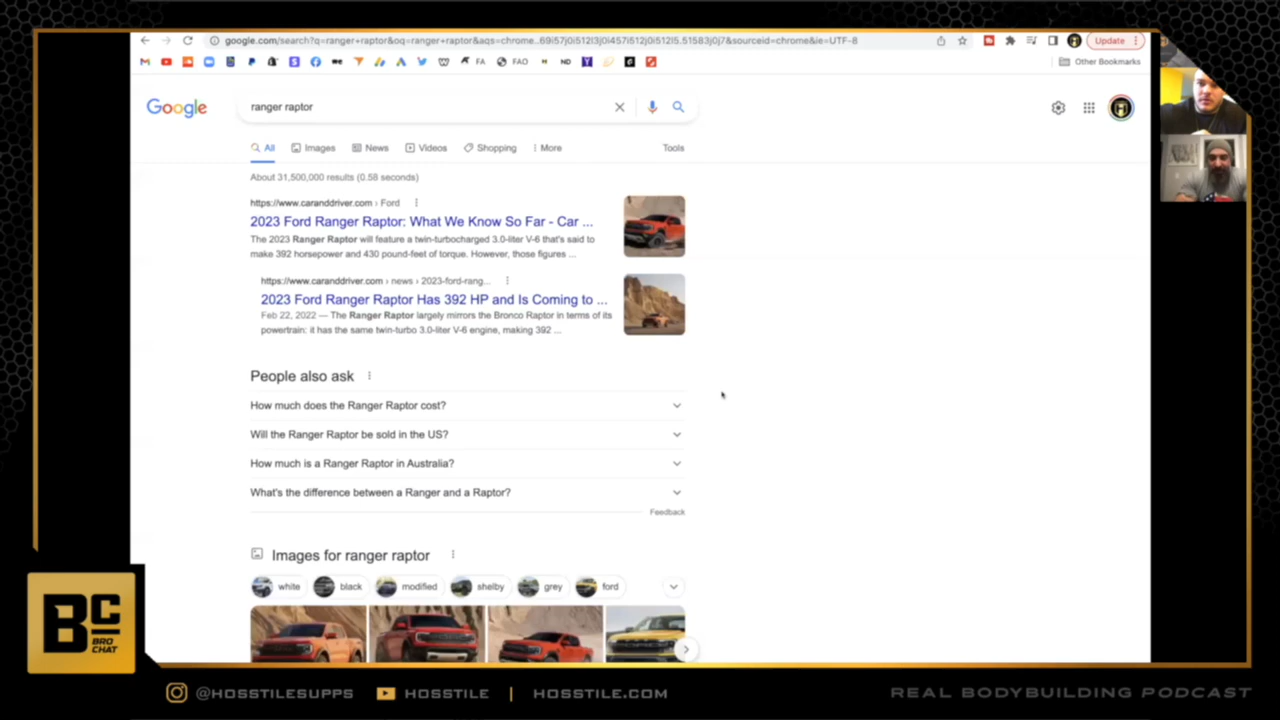 google.com/search?q=ranger+raptor&oq=ranger+raptor&aqs=chrome..69i57j0i512l3j0i457i512j0i512l5.51583j0j7&sourceid=chrome&ie=UTF-8
Update
FA
FAO
ND
Other Bookmarks
Google
ranger raptor
All
Images
News
Videos
Shopping
More
Tools
About 31,500,000 results (0.58 seconds)
https://www.caranddriver.com › Ford
2023 Ford Ranger Raptor: What We Know So Far - Car ...
The 2023 Ranger Raptor will feature a twin-turbocharged 3.0-liter V-6 that's said to
make 392 horsepower and 430 pound-feet of torque. However, those figures ...
https://www.caranddriver.com › news › 2023-ford-rang...
2023 Ford Ranger Raptor Has 392 HP and Is Coming to ...
Feb 22, 2022 — The Ranger Raptor largely mirrors the Bronco Raptor in terms of its
powertrain: it has the same twin-turbo 3.0-liter V-6 engine, making 392 ...
People also ask
How much does the Ranger Raptor cost?
Will the Ranger Raptor be sold in the US?
How much is a Ranger Raptor in Australia?
What's the difference between a Ranger and a Raptor?
Feedback
Images for ranger raptor
white
black
modified
shelby
grey
ford
BC
BRO
CHAT
@HOSSTILESUPPS
HOSSTILE
|
HOSSTILE.COM
REAL BODYBUILDING PODCAST